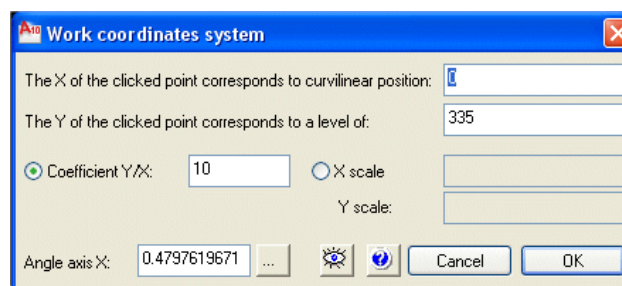 A10 Work coordinates system
The X of the clicked point corresponds to curvilinear position: 0
The Y of the clicked point corresponds to a level of: 335
Coefficient Y/X: 10 X scale
Y scale:
Angle axis X: 0.4797619671 ... Cancel OK